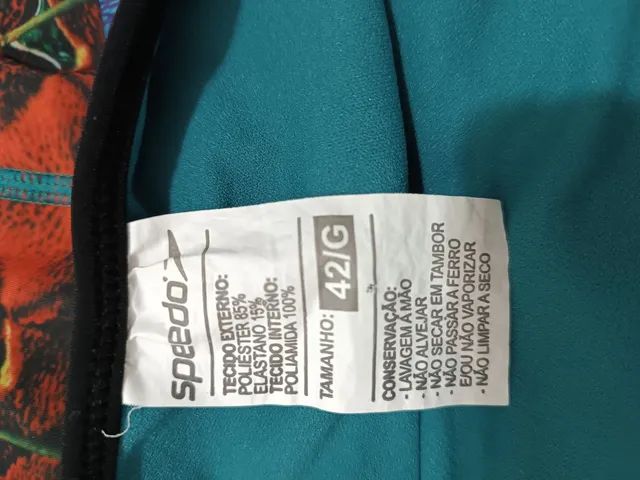 speedo
TECIDO EXTERNO:
POLIÉSTER 85%
ELASTANO 15%
TECIDO INTERNO:
POLIAMIDA 100%
TAMANHO: 42/G
CONSERVAÇÃO:
- LAVAGEM À MÃO
- NÃO ALVEJAR
- NÃO SECAR EM TAMBOR
- NÃO PASSAR A FERRO
E/OU NÃO VAPORIZAR
- NÃO LIMPAR A SECO